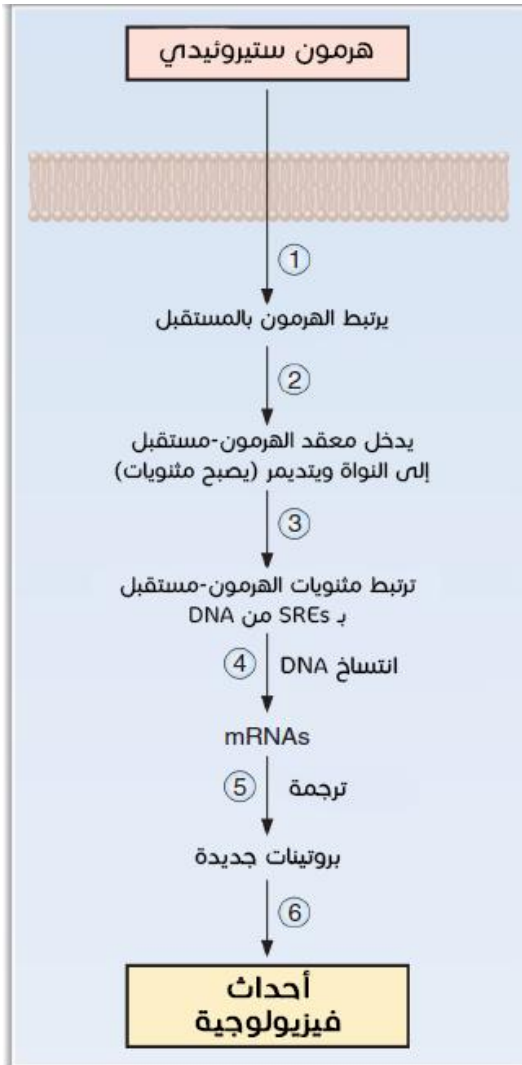 هرمون ستيروئيدي
1
يرتبط الهرمون بالمستقبل
2
يدخل معقد الهرمون-مستقبل
إلى النواة ويتديمر (يصبح مثنويات)
3
ترتبط مثنويات الهرمون-مستقبل
بـ SREs من DNA
4 انتساخ DNA
mRNAs
5 ترجمة
بروتينات جديدة
6
أحداث
فيزيولوجية